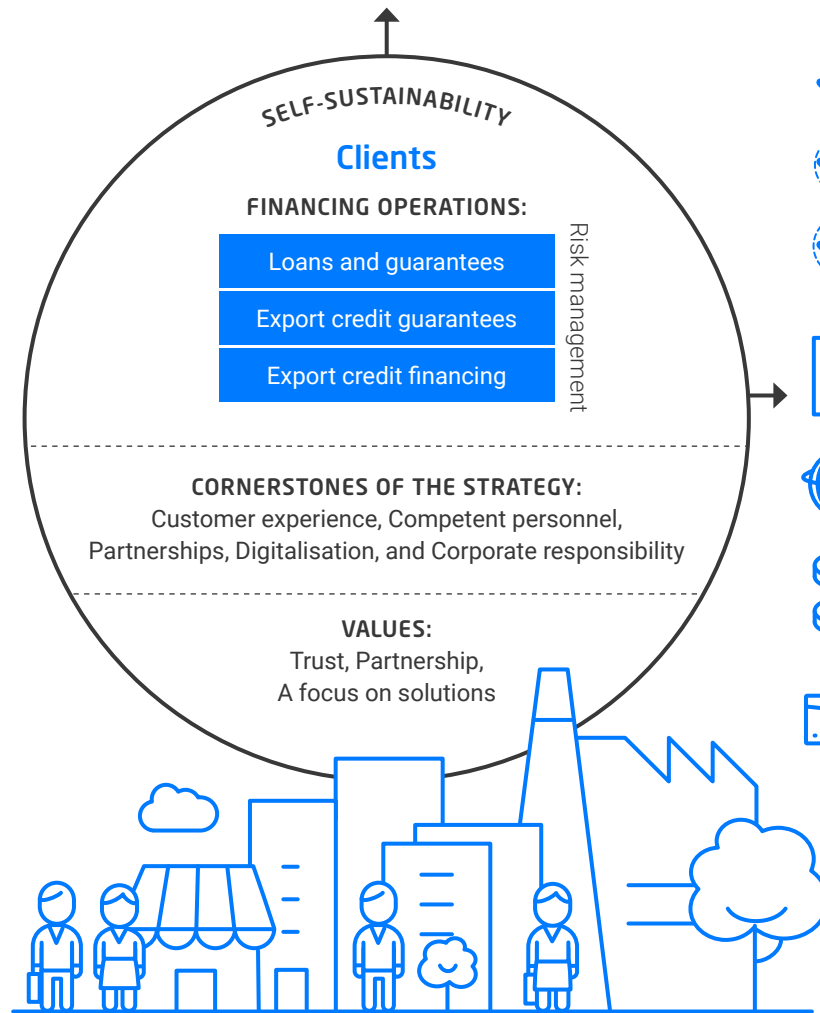 SELF-SUSTAINABILITY
Clients
FINANCING OPERATIONS:
Loans and guarantees
Export credit guarantees
Export credit financing
Risk management
CORNERSTONES OF THE STRATEGY:
Customer experience, Competent personnel,
Partnerships, Digitalisation, and Corporate responsibility
VALUES:
Trust, Partnership,
A focus on solutions